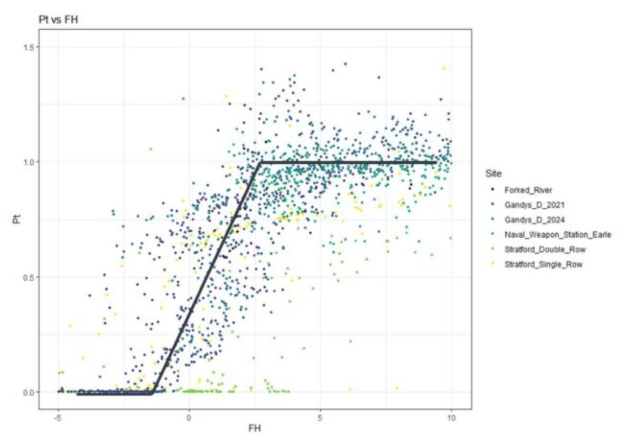 Pt vs FH
1.5
1.0
0.5
0.0
Pt
-5
0
5
10
FH
Site
Forked_River
Gandys_D_2021
Gandys_D_2024
Naval_Weapon_Station_Earle
Stratford_Double_Row
Stratford_Single_Row